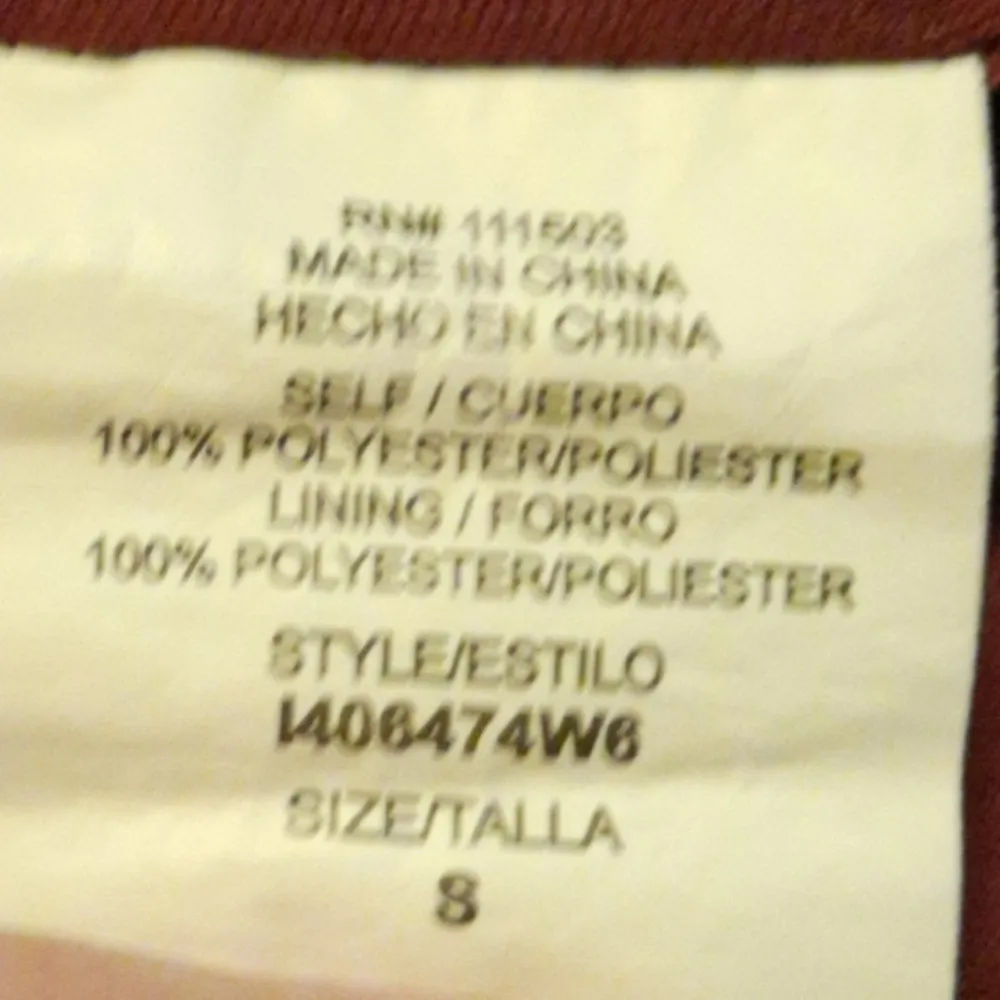 RN# 111503
MADE IN CHINA
HECHO EN CHINA
SELF / CUERPO
100% POLYESTER/POLIESTER
LINING / FORRO
100% POLYESTER/POLIESTER
STYLE/ESTILO
I406474W6
SIZE/TALLA
S